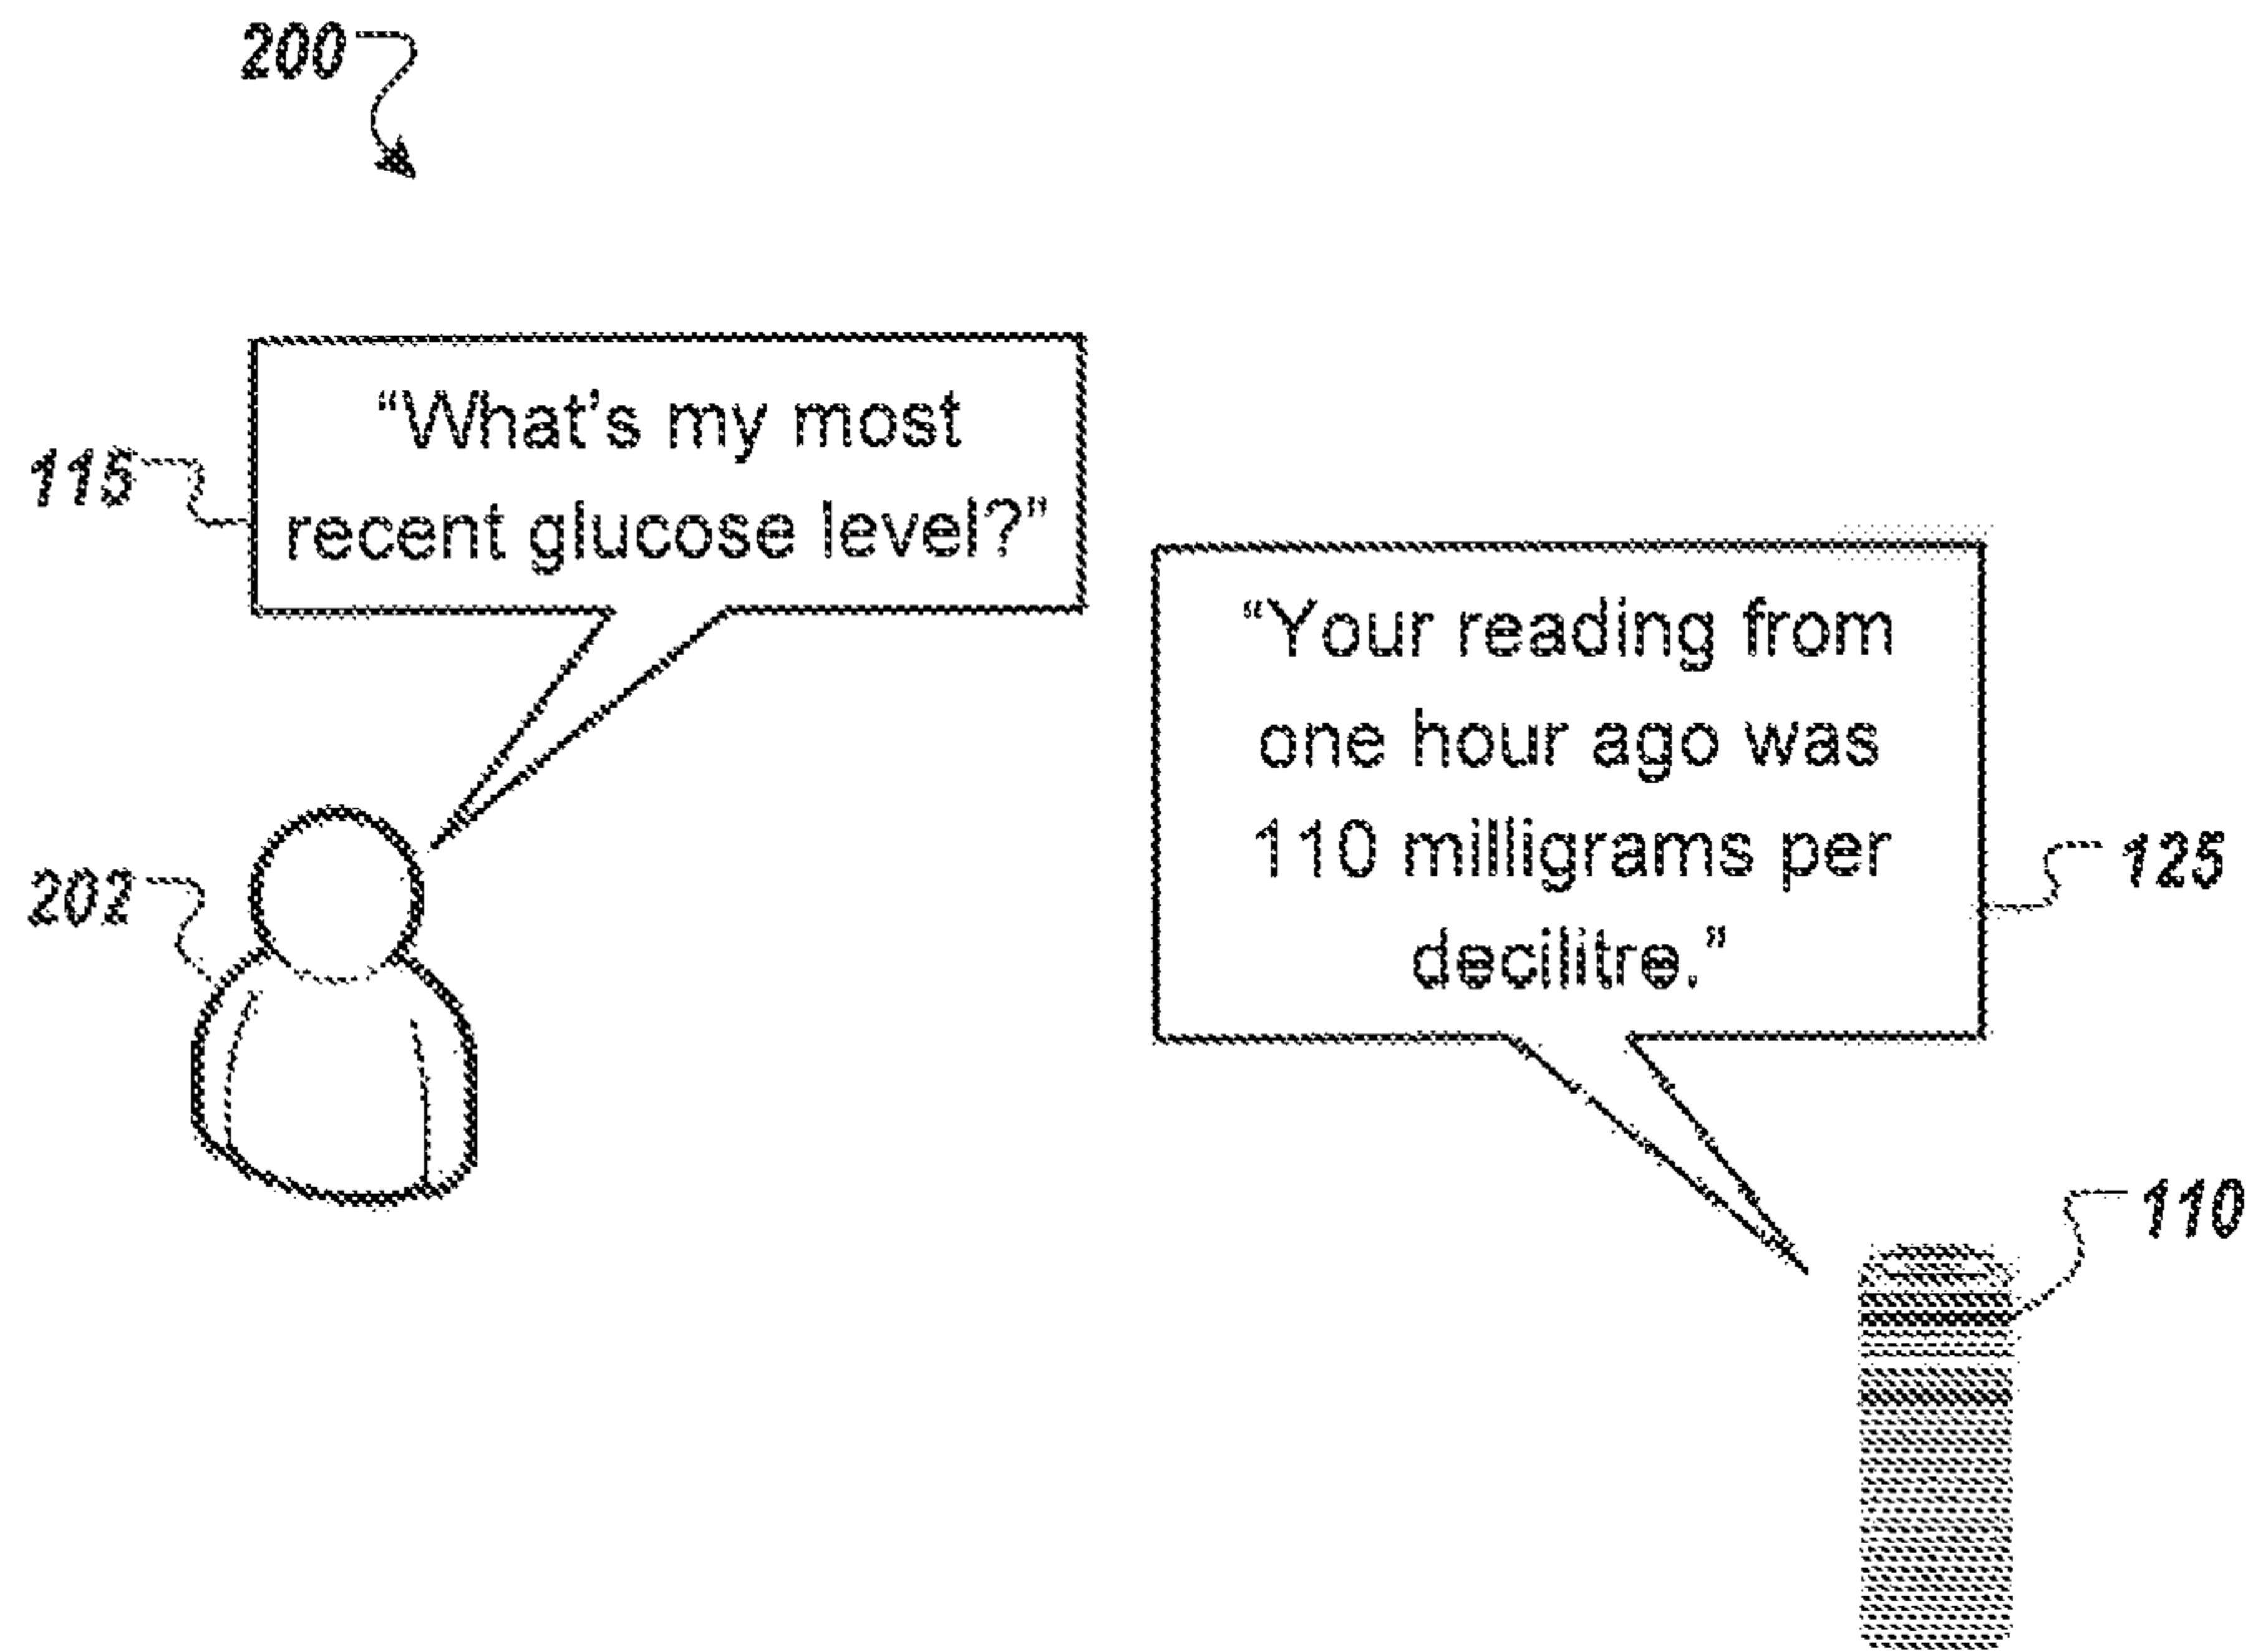 200
115
“What’s my most
recent glucose level?”
“Your reading from
one hour ago was
110 milligrams per
decilitre.”
125
202
110